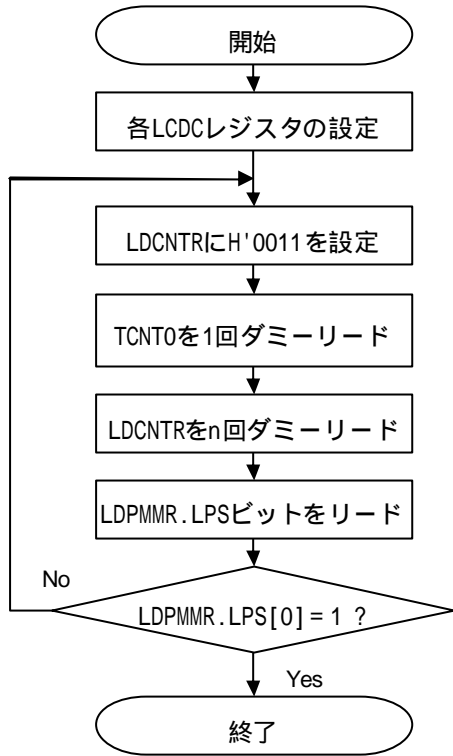 開始
各LCDCレジスタの設定
LDCNTRにH'0011を設定
TCNT0を1回ダミーリード
LDCNTRをn回ダミーリード
LDPMMR.LPSビットをリード
No
LDPMMR.LPS[0]=1 ?
Yes
終了